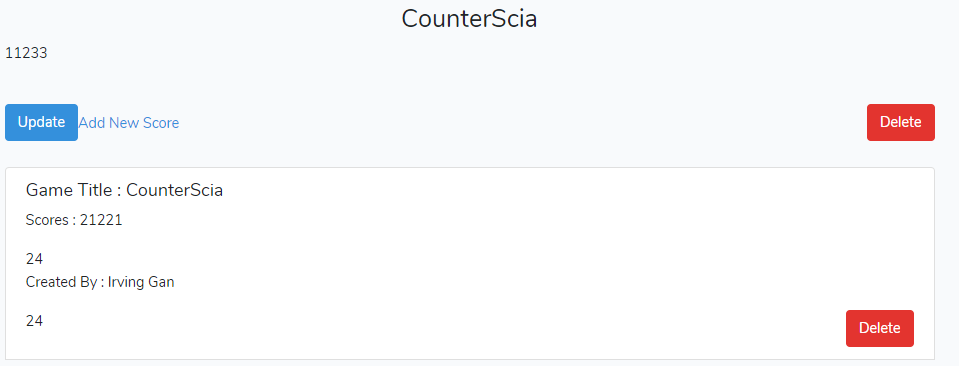 CounterScia
11233
Update Add New Score Delete
Game Title : CounterScia
Scores : 21221
24
Created By : Irving Gan
24
Delete